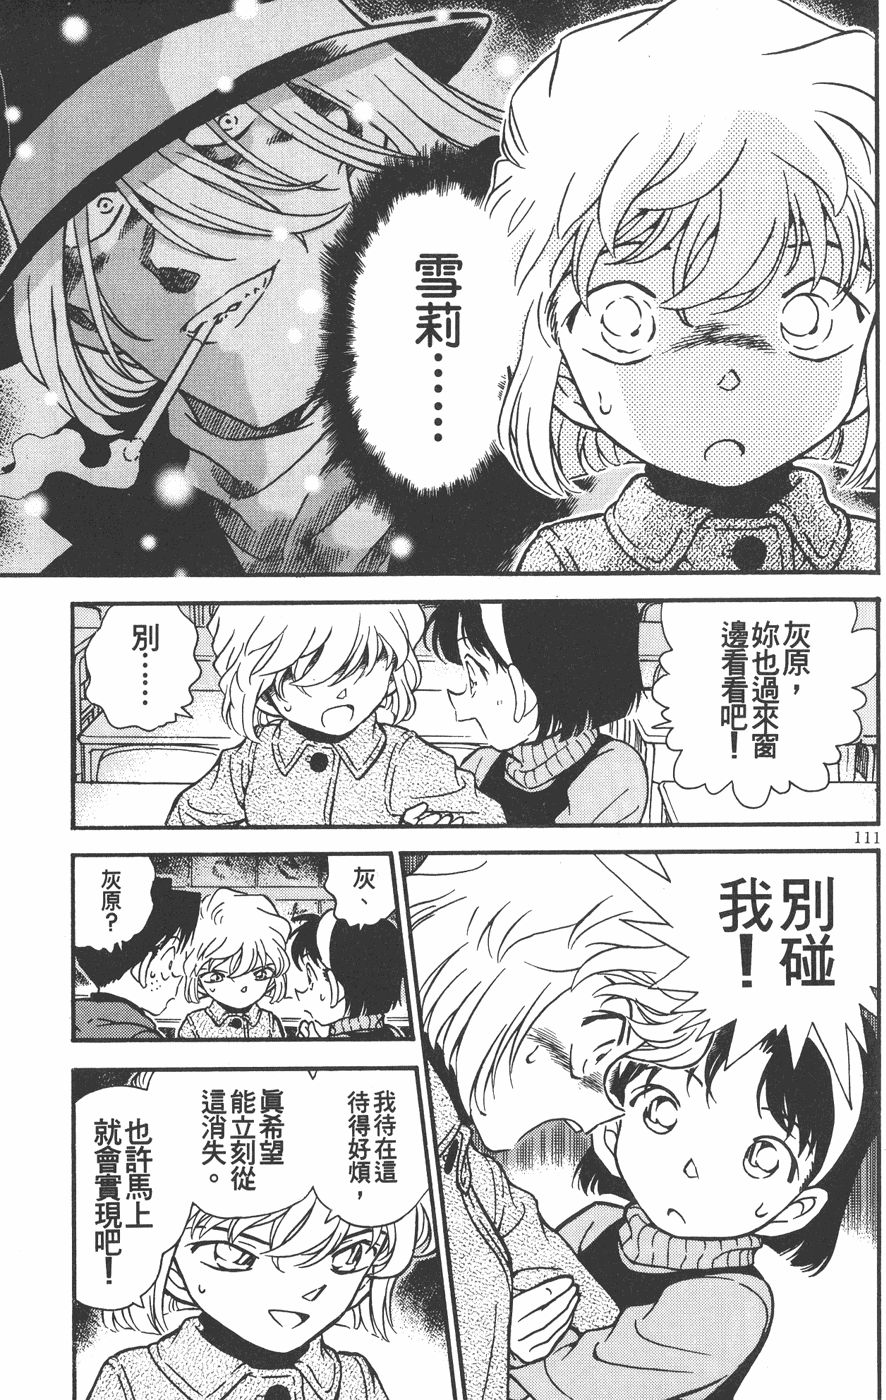 雪莉……
灰原，
妳也過來窗
邊看看吧！
別……
111
別碰
我！
灰、
灰原？
我待在這
待得好煩，
眞希望
能立刻從
這消失。
也許馬上
就會實現吧！